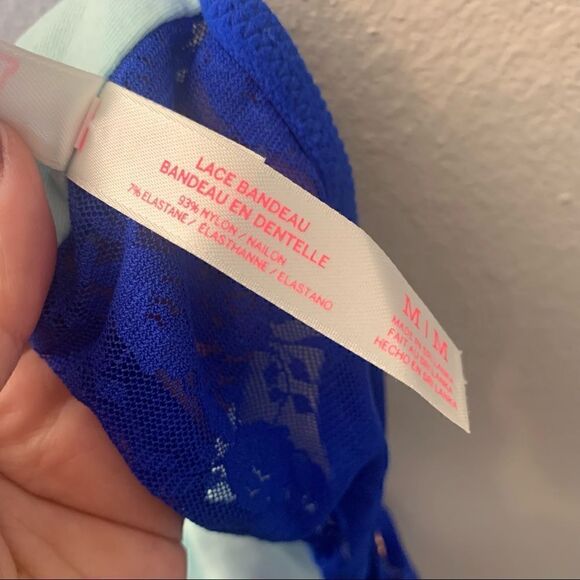 LACE BANDEAU
BANDEAU EN DENTELLE
93% NYLON / NAILON
7% ELASTANE / ÉLASTHANNE / ELASTANO
M | M
MADE IN SRI LANKA
FAIT AU SRI LANKA
HECHO EN SRI LANKA